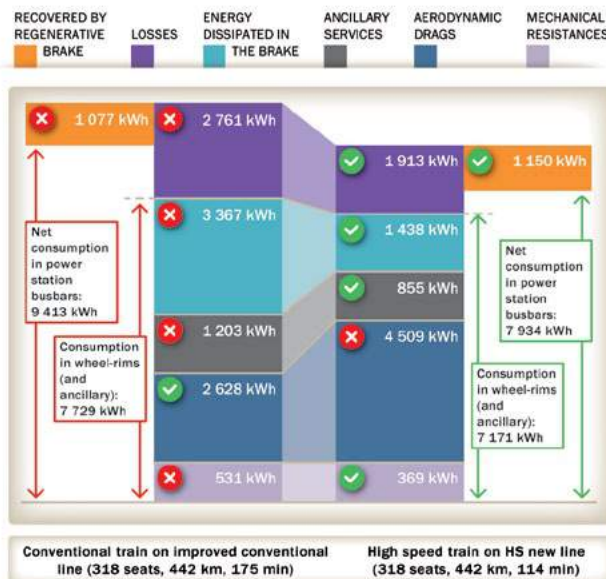 RECOVERED BY
REGENERATIVE
BRAKE
LOSSES
ENERGY
DISSIPATED IN
THE BRAKE
ANCILLARY
SERVICES
AERODYNAMIC
DRAGS
MECHANICAL
RESISTANCES
1 077 kWh
2 761 kWh
1 913 kWh
1 150 kWh
3 367 kWh
1 438 kWh
855 kWh
1 203 kWh
4 509 kWh
2 628 kWh
531 kWh
369 kWh
Net
consumption
in power
station
busbars:
9 413 kWh
Consumption
in wheel-rims
(and
ancillary):
7 729 kWh
Net
consumption
in power
station
busbars:
7 934 kWh
Consumption
in wheel-rims
(and
ancillary):
7 171 kWh
Conventional train on improved conventional
line (318 seats, 442 km, 175 min)
High speed train on HS new line
(318 seats, 442 km, 114 min)